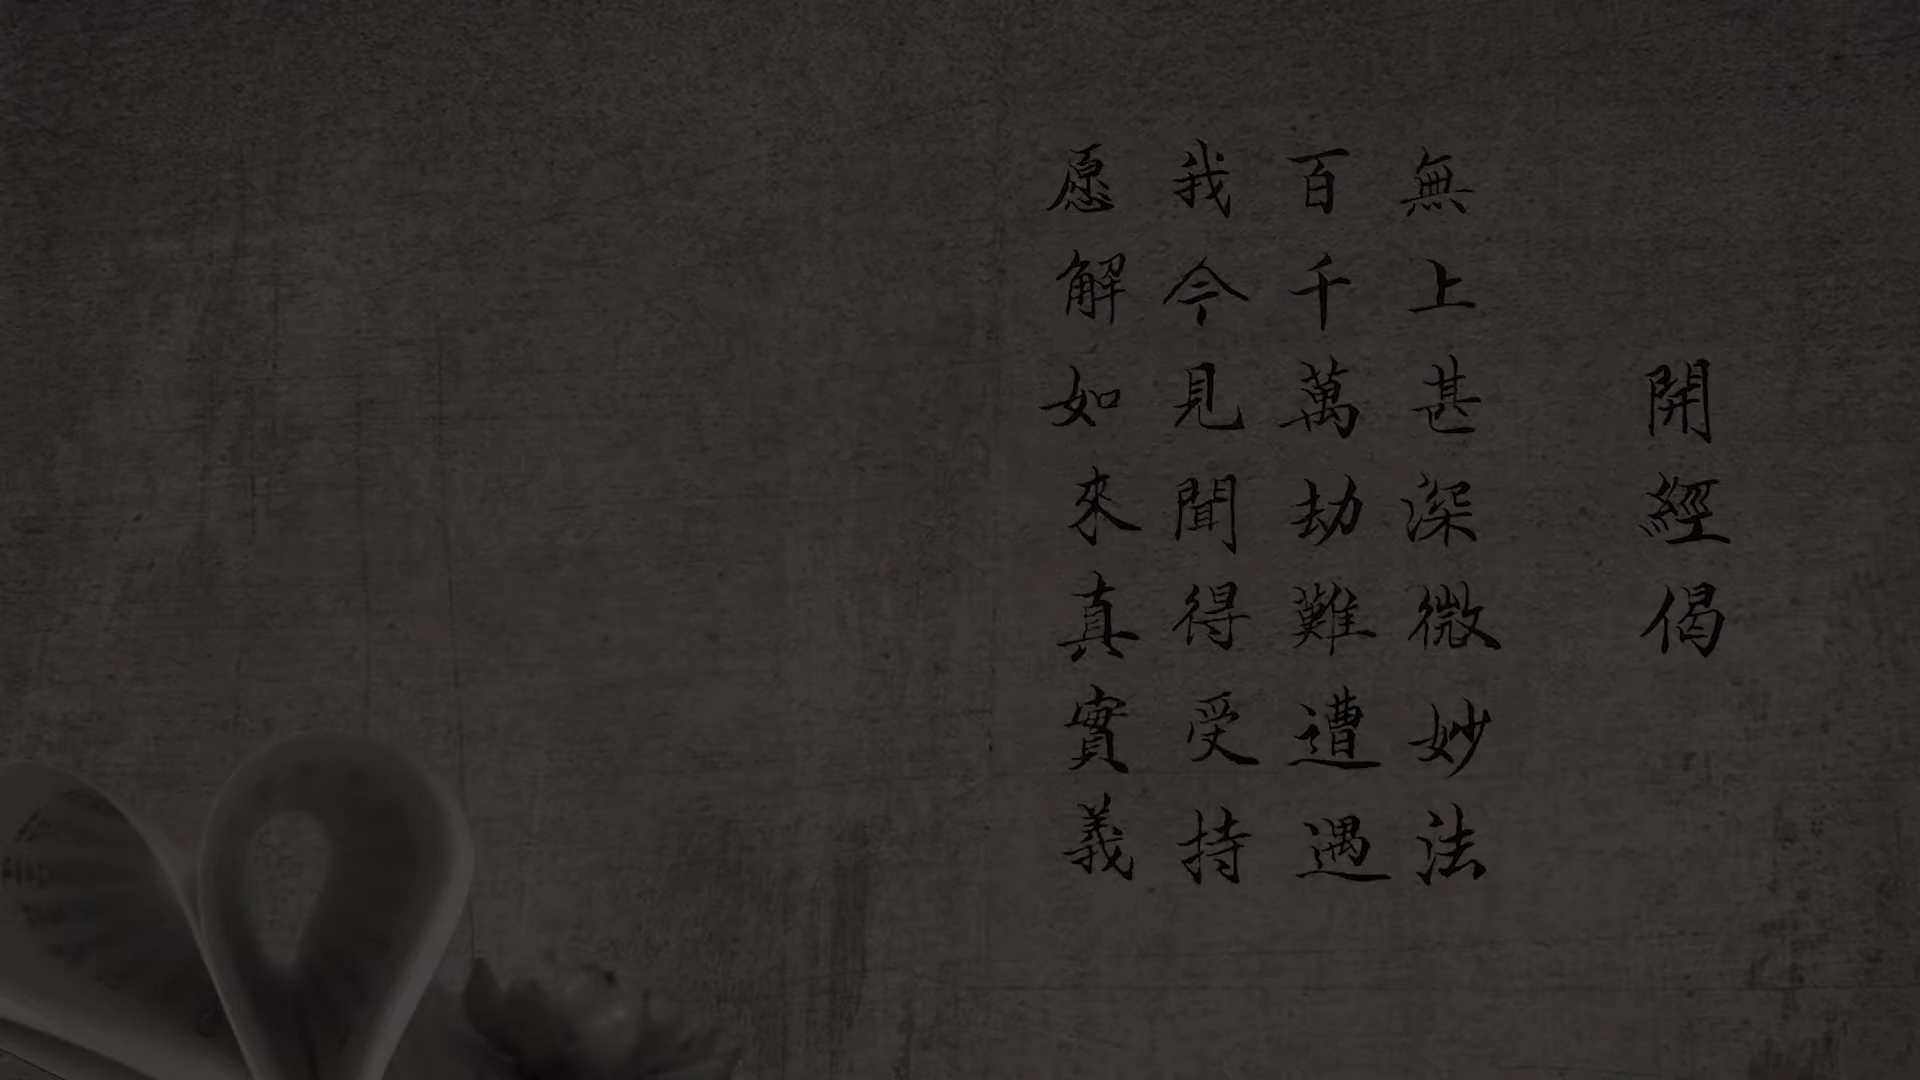 開經偈
無上甚深微妙法
百千萬劫難遭遇
我今見聞得受持
愿解如來真實義